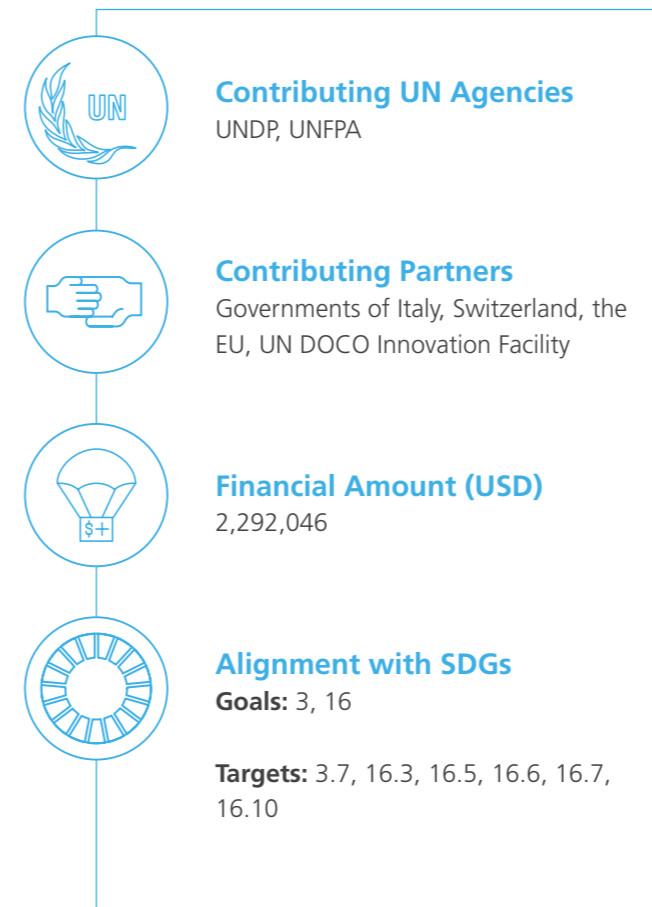 UN
Contributing UN Agencies
UNDP, UNFPA
Contributing Partners
Governments of Italy, Switzerland, the
EU, UN DOCO Innovation Facility
Financial Amount (USD)
$+
2,292,046
Alignment with SDGs
Goals: 3, 16
Targets: 3.7, 16.3, 16.5, 16.6, 16.7,
16.10